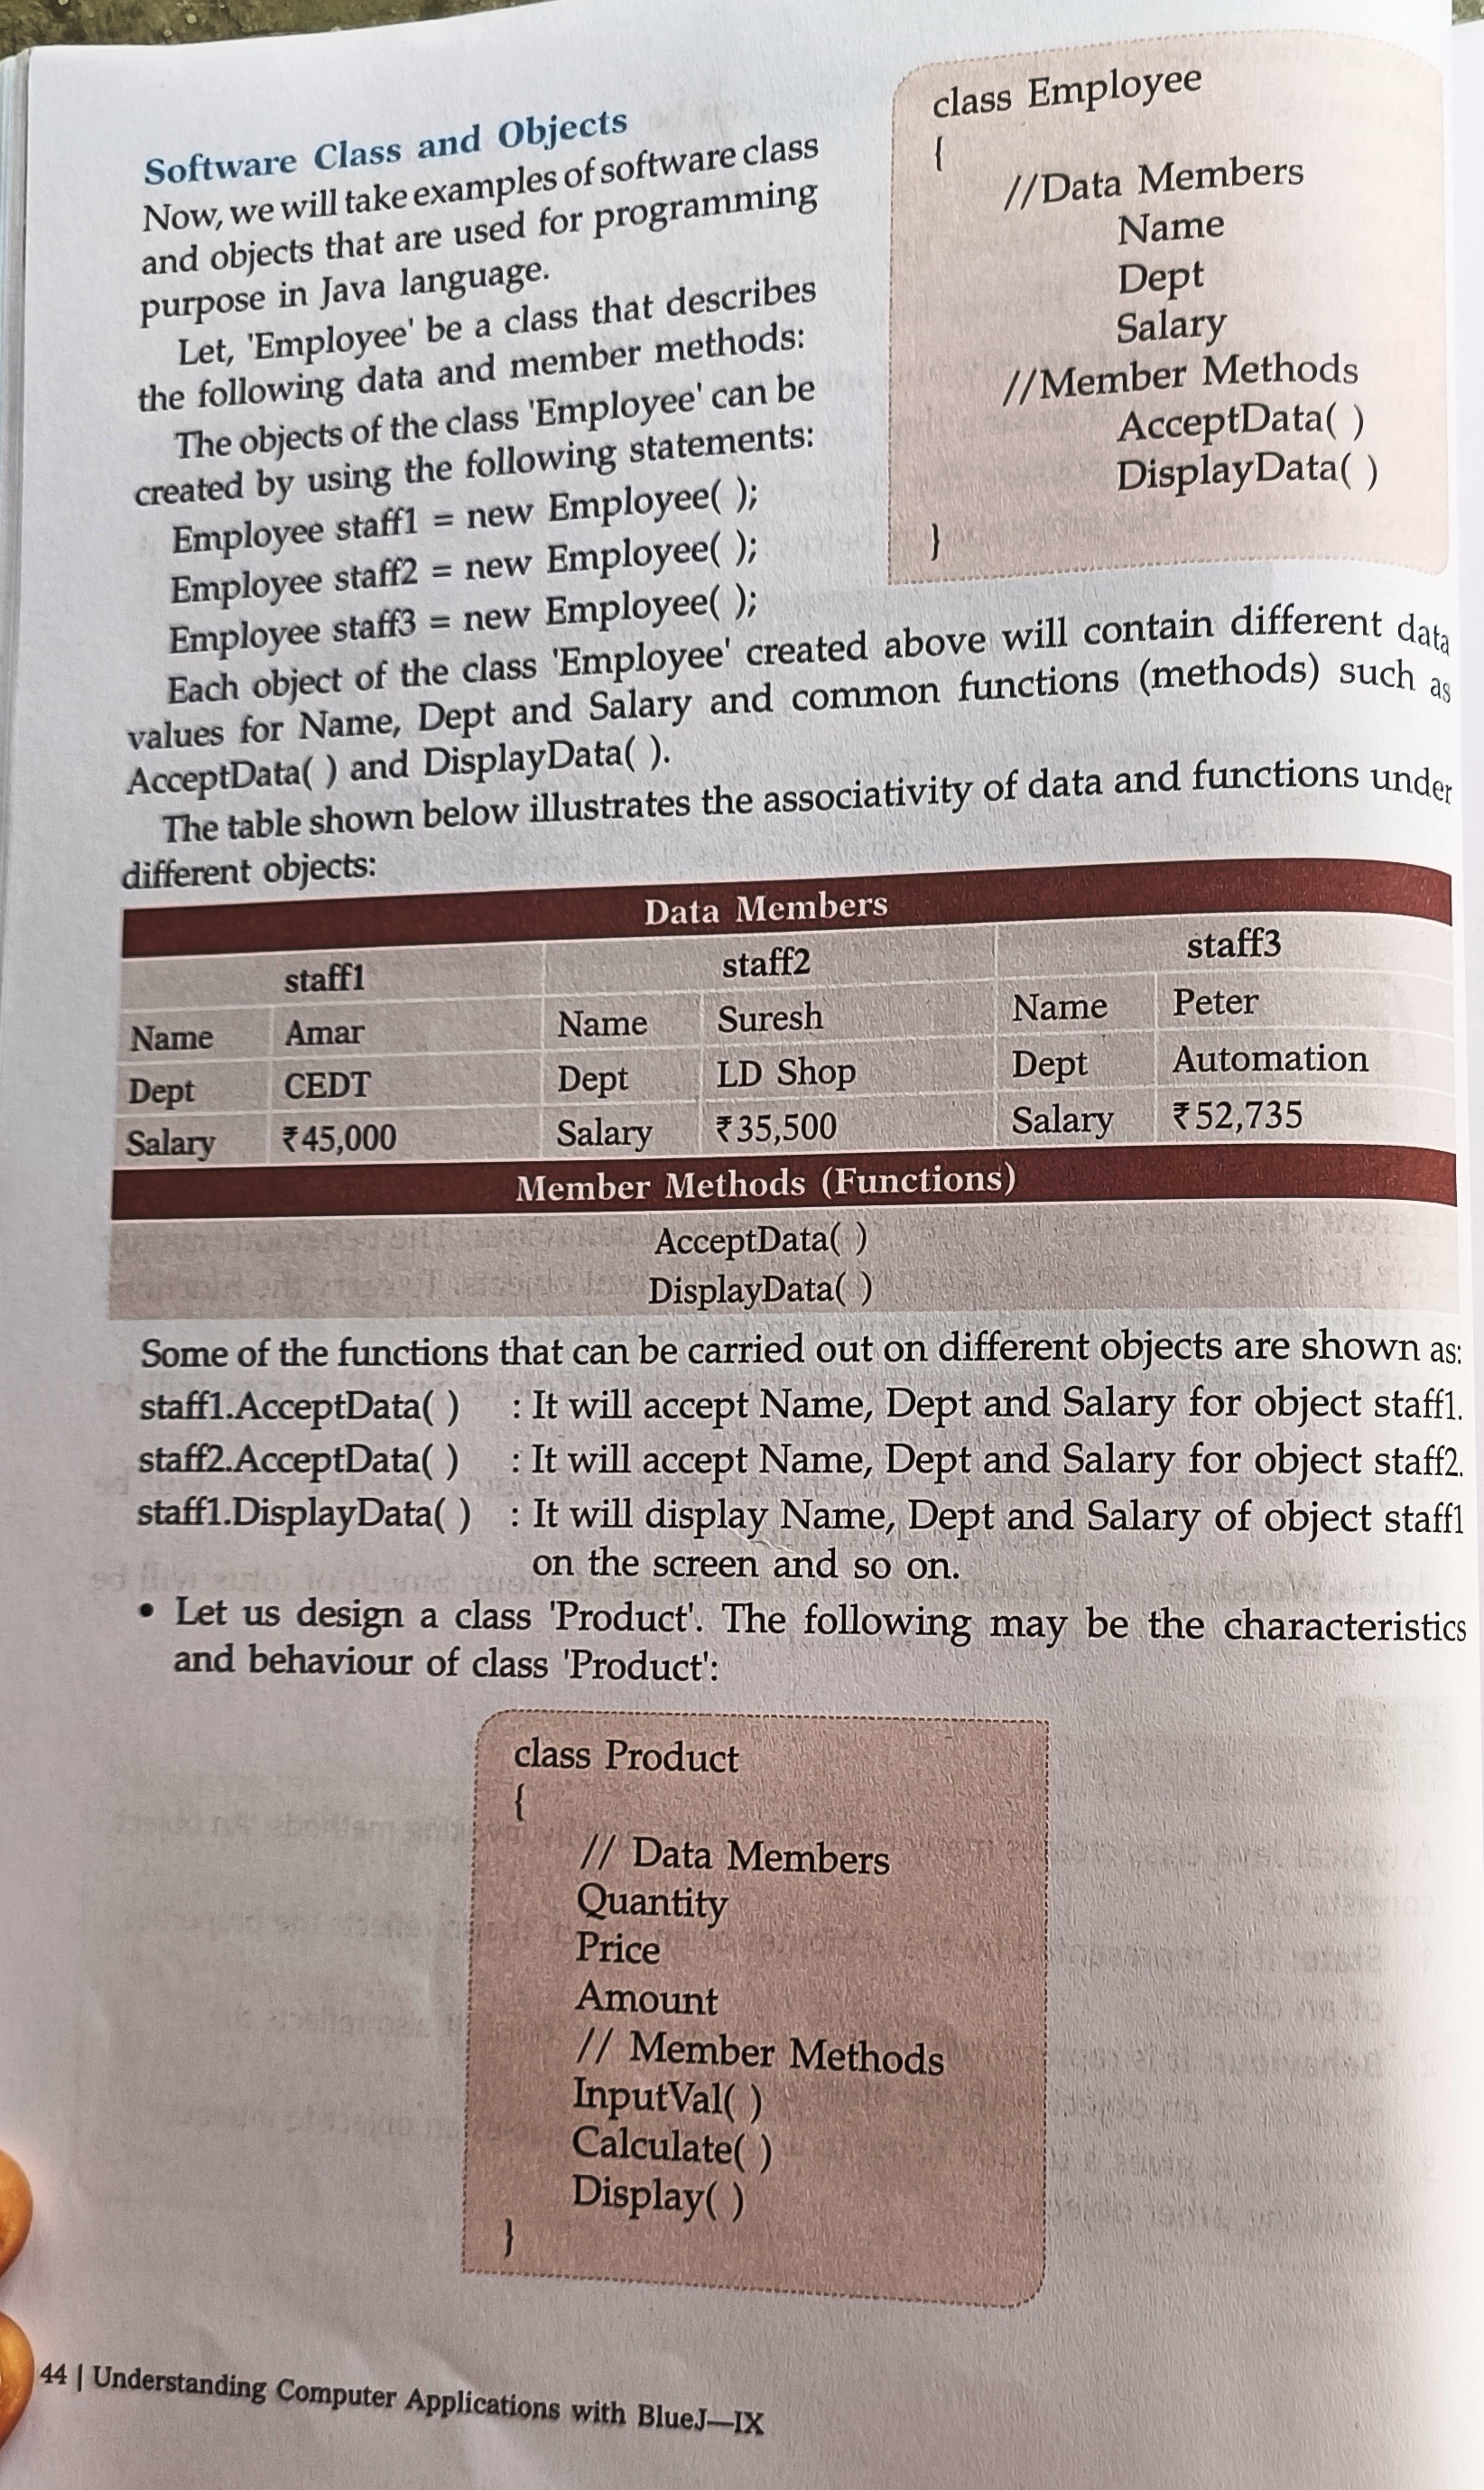 Software Class and Objects
Now, we will take examples of software class
and objects that are used for programming
purpose in Java language.
Let, 'Employee' be a class that describes
the following data and member methods:
The objects of the class 'Employee' can be
created by using the following statements:
Employee staff1 = new Employee( );
Employee staff2 = new Employee( );
Employee staff3 = new Employee( );
class Employee
{
//Data Members
Name
Dept
Salary
//Member Methods
AcceptData( )
DisplayData( )
}
Each object of the class 'Employee' created above will contain different data
values for Name, Dept and Salary and common functions (methods) such as
AcceptData( ) and DisplayData( ).
The table shown below illustrates the associativity of data and functions under
different objects:
Data Members
staff1 staff2 staff3
Name Amar Name Suresh Name Peter
Dept CEDT Dept LD Shop Dept Automation
Salary ₹45,000 Salary ₹35,500 Salary ₹52,735
Member Methods (Functions)
AcceptData( )
DisplayData( )
Some of the functions that can be carried out on different objects are shown as:
staff1.AcceptData( ) : It will accept Name, Dept and Salary for object staff1.
staff2.AcceptData( ) : It will accept Name, Dept and Salary for object staff2.
staff1.DisplayData( ) : It will display Name, Dept and Salary of object staff1
on the screen and so on.
• Let us design a class 'Product'. The following may be the characteristics
and behaviour of class 'Product':
class Product
{
// Data Members
Quantity
Price
Amount
// Member Methods
InputVal( )
Calculate( )
Display( )
}
44 | Understanding Computer Applications with BlueJ—IX